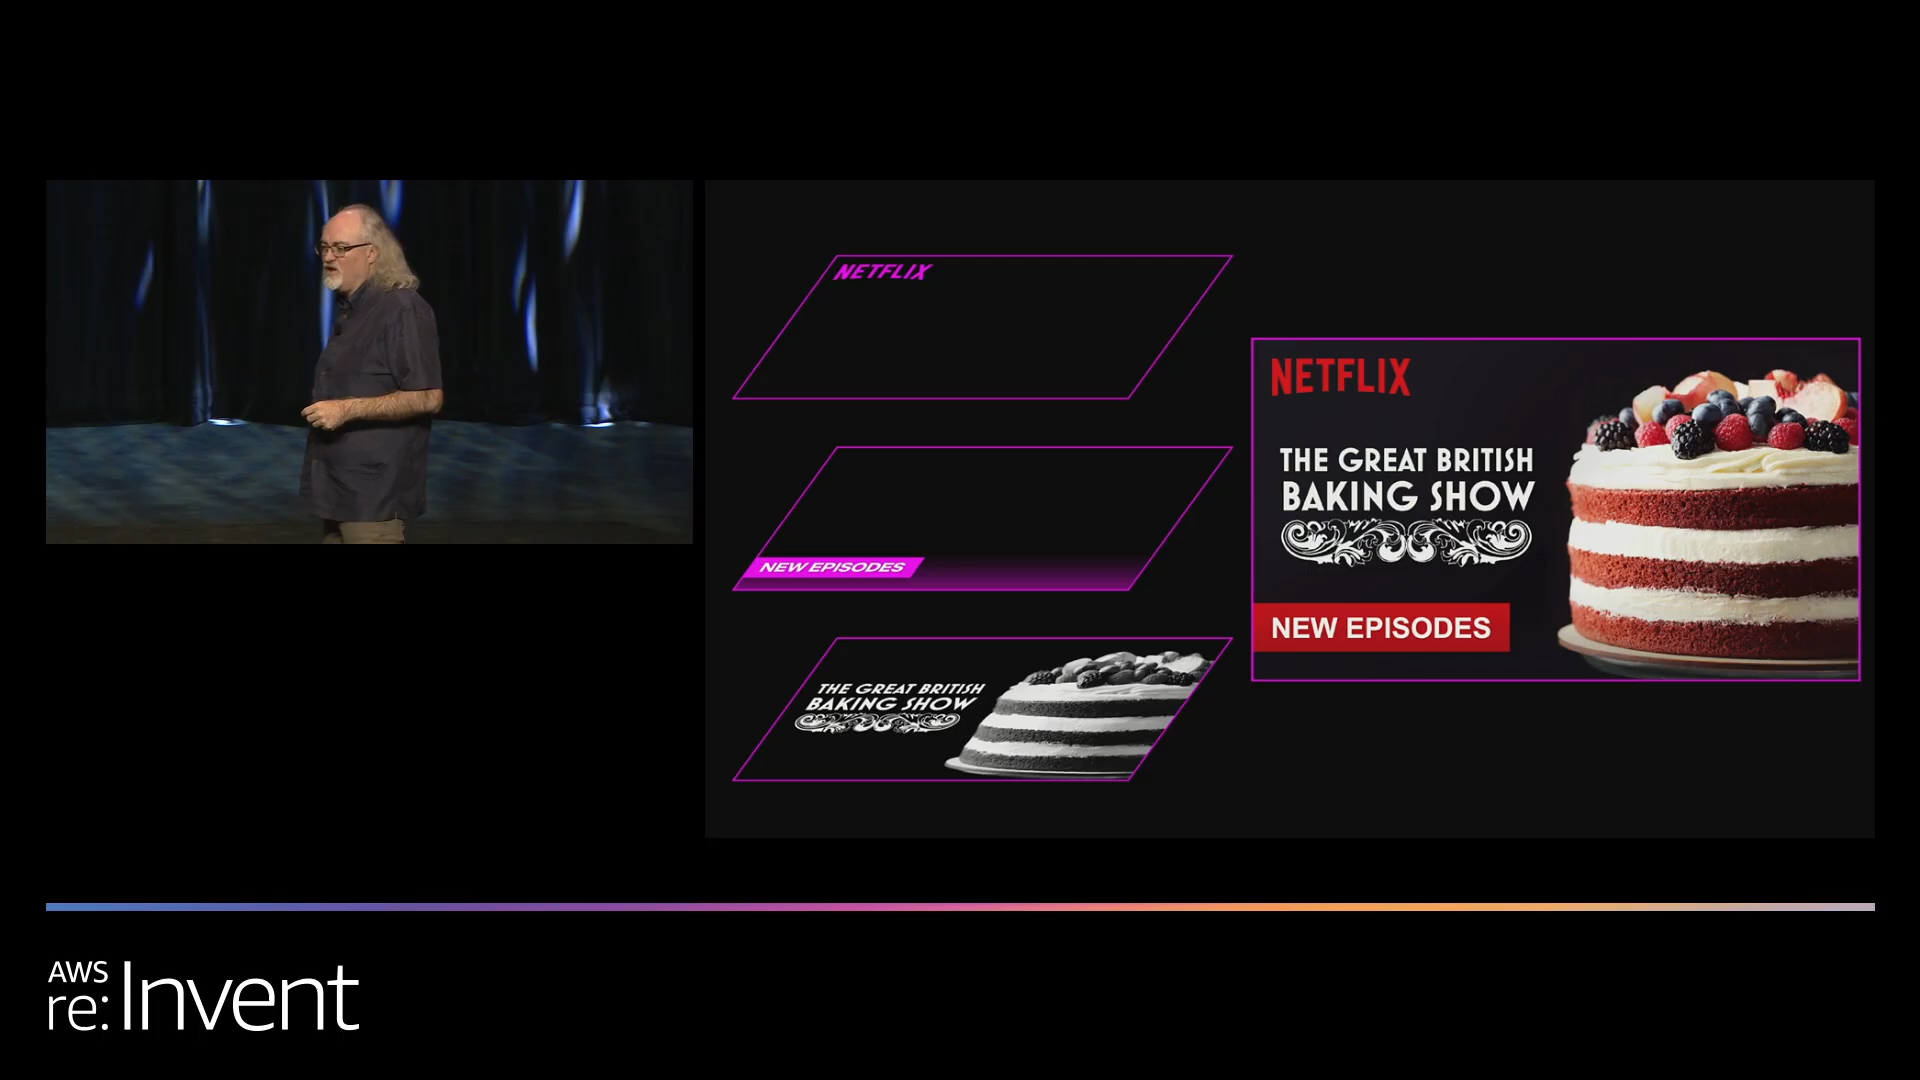 NETFLIX
NEW EPISODES
THE GREAT BRITISH
BAKING SHOW
NETFLIX
THE GREAT BRITISH
BAKING SHOW
NEW EPISODES
AWS
re:Invent